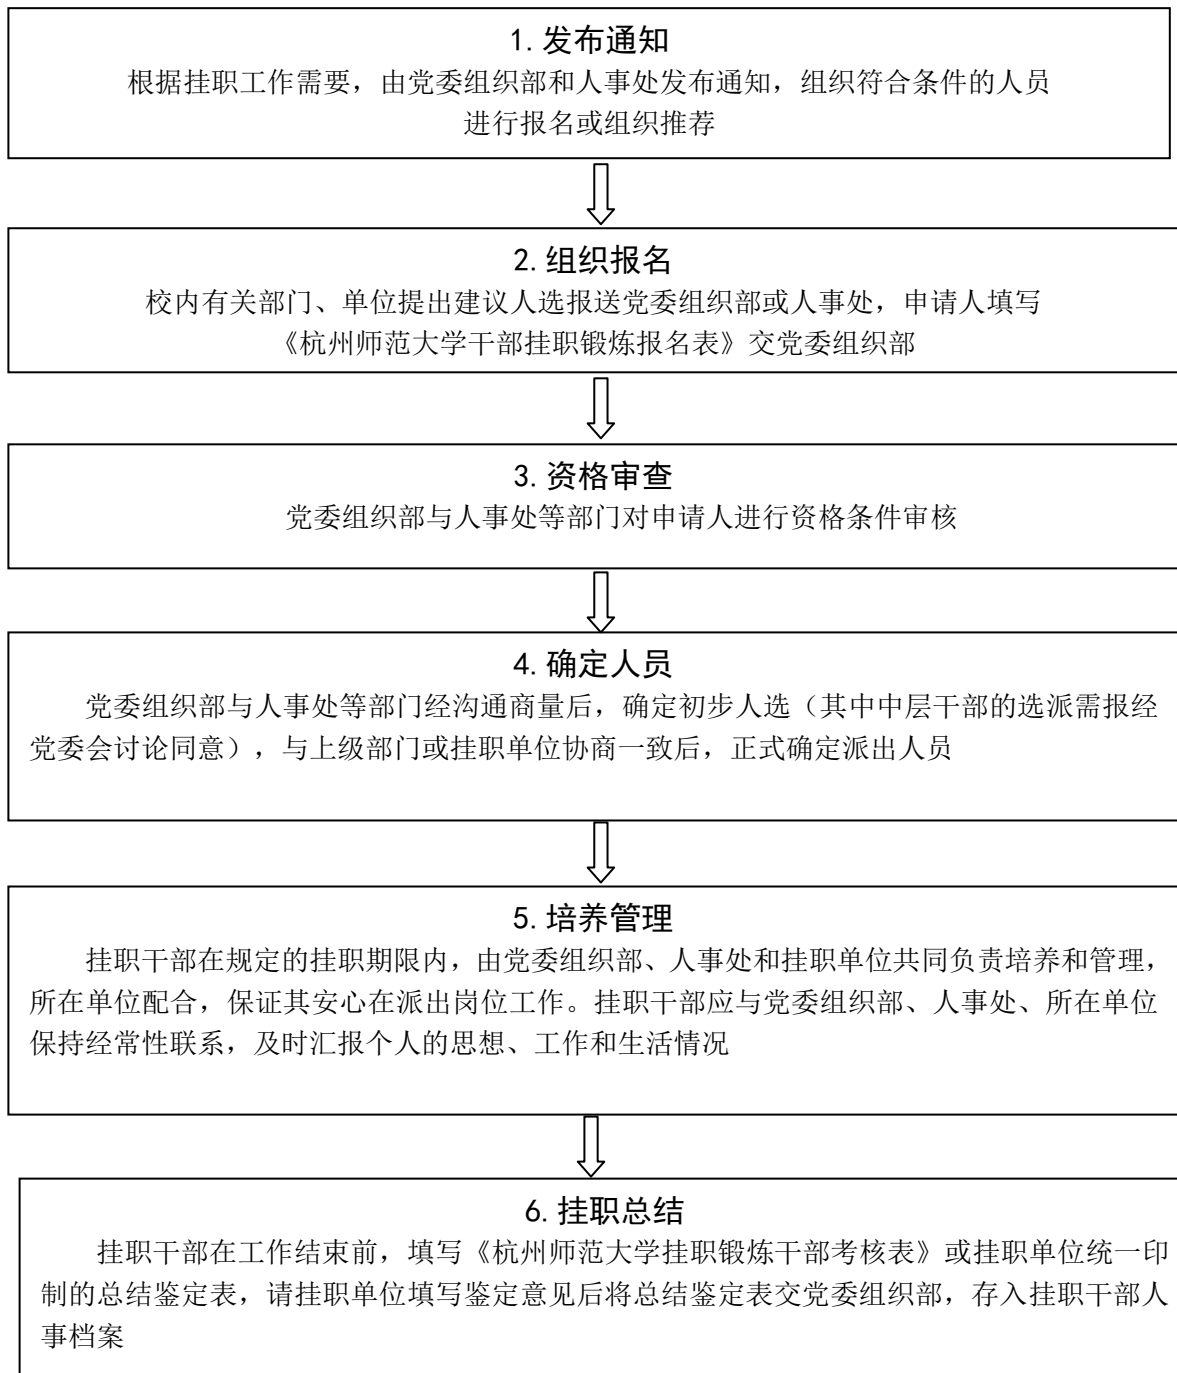 1.发布通知
根据挂职工作需要，由党委组织部和人事处发布通知，组织符合条件的人员
进行报名或组织推荐
2.组织报名
校内有关部门、单位提出建议人选报送党委组织部或人事处，申请人填写
《杭州师范大学干部挂职锻炼报名表》交党委组织部
3.资格审查
党委组织部与人事处等部门对申请人进行资格条件审核
4.确定人员
党委组织部与人事处等部门经沟通商量后，确定初步人选（其中中层干部的选派需报经
党委会讨论同意），与上级部门或挂职单位协商一致后，正式确定派出人员
5.培养管理
挂职干部在规定的挂职期限内，由党委组织部、人事处和挂职单位共同负责培养和管理，
所在单位配合，保证其安心在派出岗位工作。挂职干部应与党委组织部、人事处、所在单位
保持经常性联系，及时汇报个人的思想、工作和生活情况
6.挂职总结
挂职干部在工作结束前，填写《杭州师范大学挂职锻炼干部考核表》或挂职单位统一印
制的总结鉴定表，请挂职单位填写鉴定意见后将总结鉴定表交党委组织部，存入挂职干部人
事档案